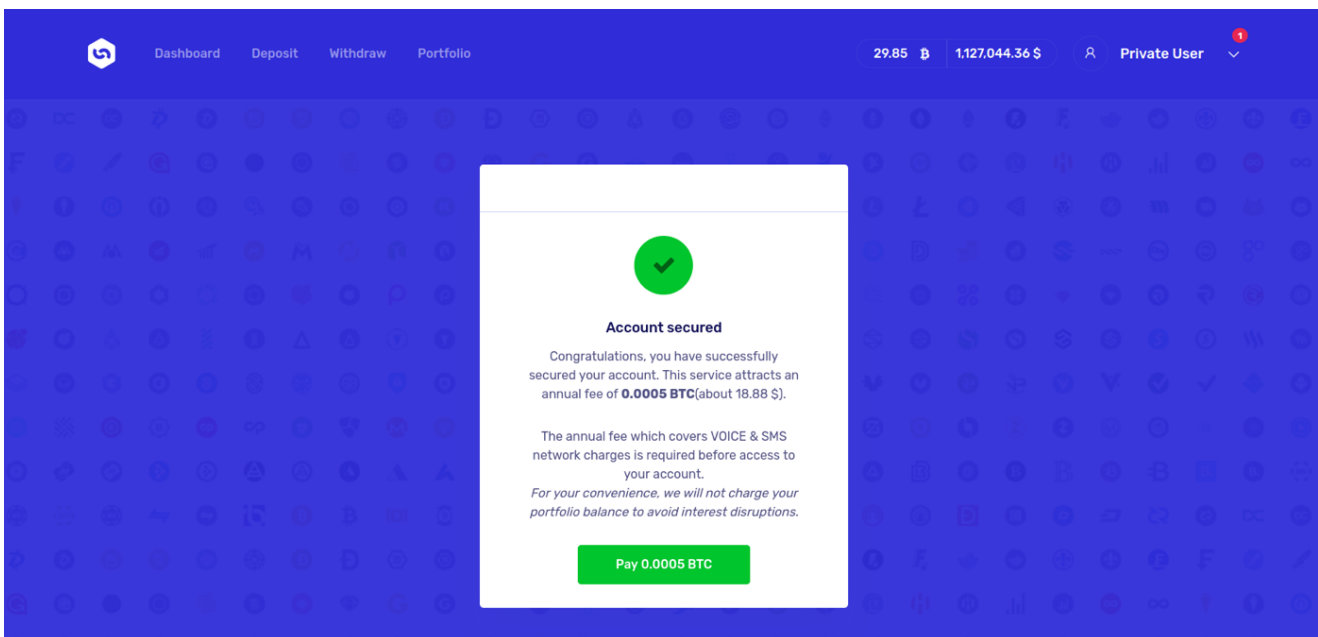 Dashboard Deposit Withdraw Portfolio 29.85 ₿ 1,127,044.36 $ Private User 1
Account secured
Congratulations, you have successfully
secured your account. This service attracts an
annual fee of 0.0005 BTC(about 18.88 $).
The annual fee which covers VOICE & SMS
network charges is required before access to
your account.
For your convenience, we will not charge your
portfolio balance to avoid interest disruptions.
Pay 0.0005 BTC